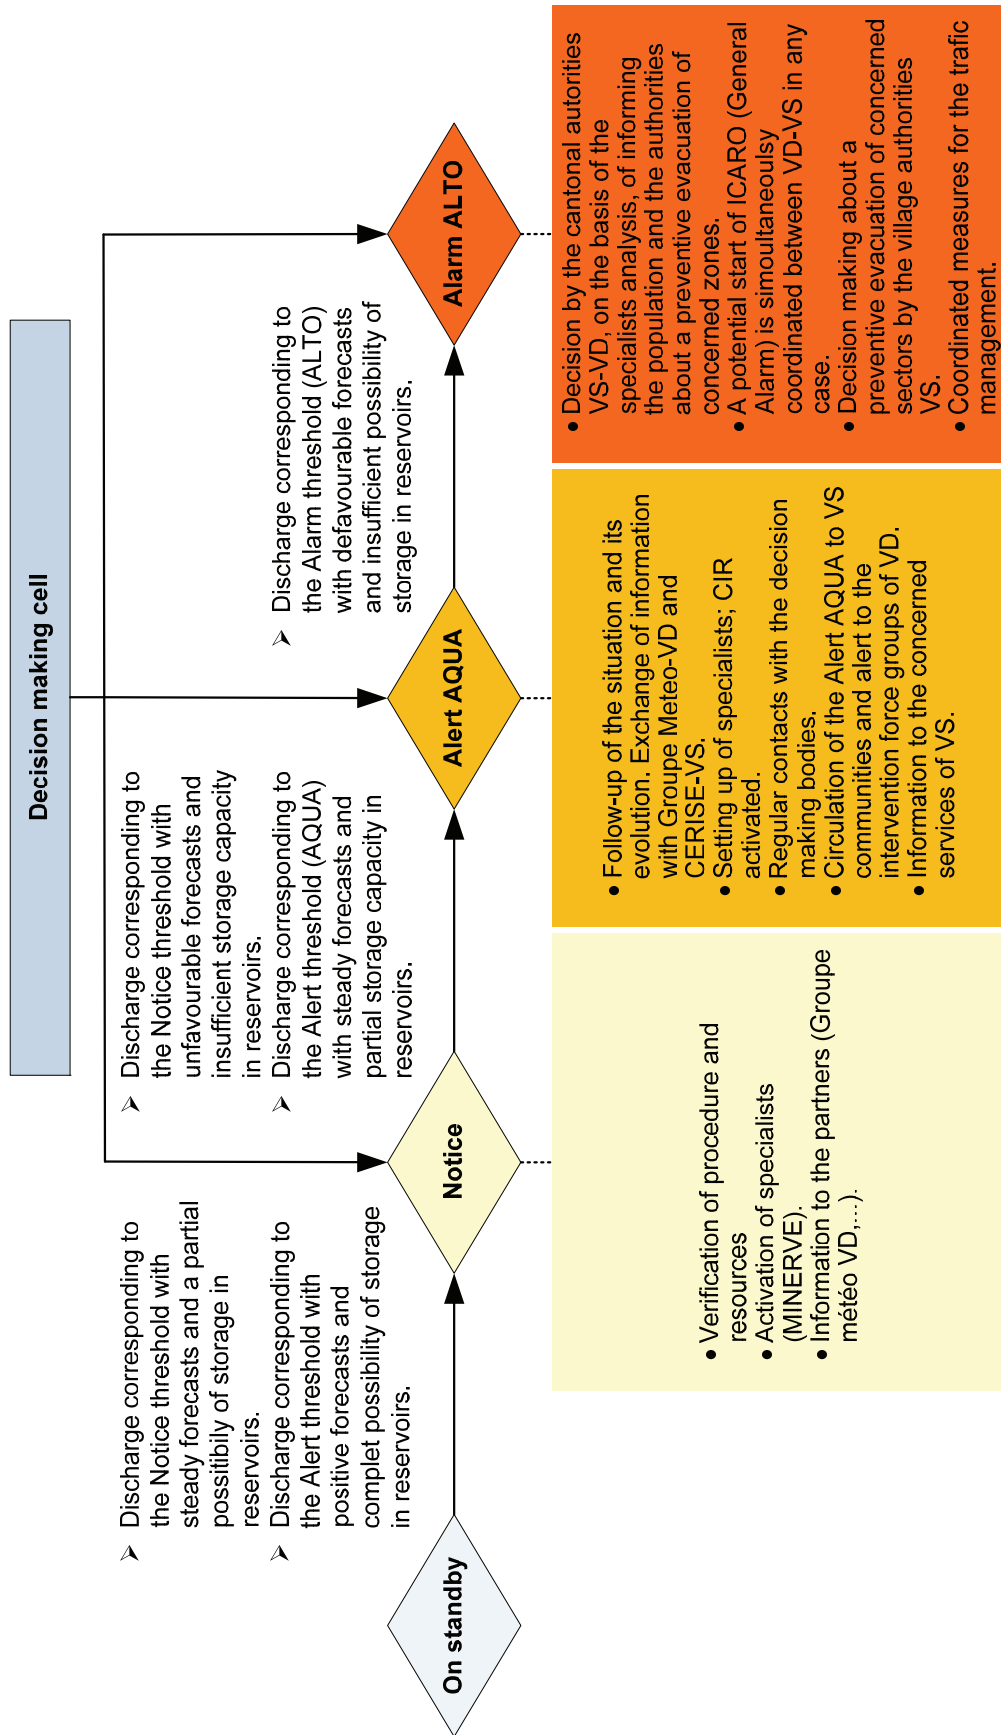 Decision making cell
➢ Discharge corresponding to
the Notice threshold with
steady forecasts and a partial
possitibily of storage in
reservoirs.
➢ Discharge corresponding to
the Alert threshold with
positive forecasts and
complet possibility of storage
in reservoirs.
➢ Discharge corresponding to
the Notice threshold with
unfavourable forecasts and
insufficient storage capacity
in reservoirs.
➢ Discharge corresponding to
the Alert threshold (AQUA)
with steady forecasts and
partial storage capacity in
reservoirs.
➢ Discharge corresponding to
the Alarm threshold (ALTO)
with defavourable forecasts
and insufficient possibility of
storage in reservoirs.
On standby
Notice
Alert AQUA
Alarm ALTO
• Verification of procedure and
resources
• Activation of specialists
(MINERVE).
• Information to the partners (Groupe
météo VD,...).
• Follow-up of the situation and its
evolution. Exchange of information
with Groupe Meteo-VD and
CERISE-VS.
• Setting up of specialists; CIR
activated.
• Regular contacts with the decision
making bodies.
• Circulation of the Alert AQUA to VS
communities and alert to the
intervention force groups of VD.
• Information to the concerned
services of VS.
• Decision by the cantonal autorities
VS-VD, on the basis of the
specialists analysis, of informing
the population and the authorities
about a preventive evacuation of
concerned zones.
• A potential start of ICARO (General
Alarm) is simoultaneoulsy
coordinated between VD-VS in any
case.
• Decision making about a
preventive evacuation of concerned
sectors by the village authorities
VS.
• Coordinated measures for the trafic
management.